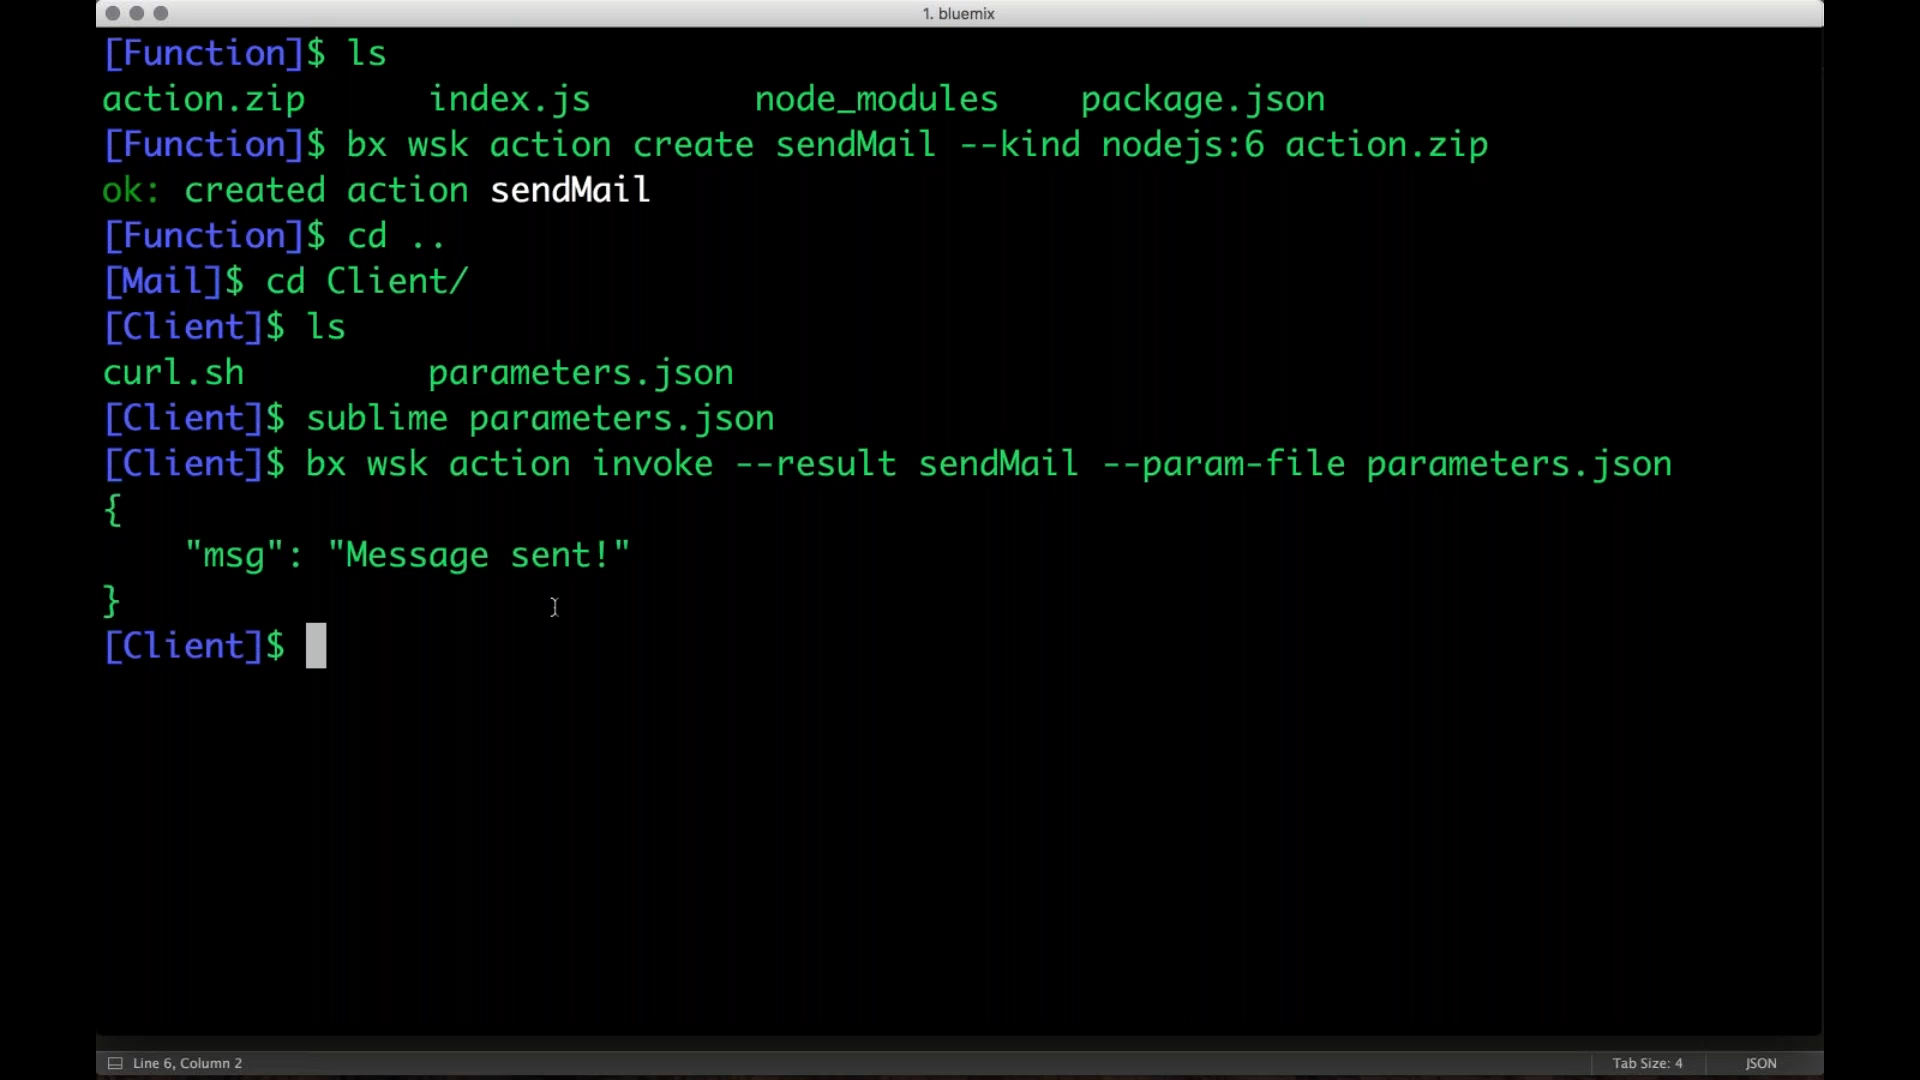 1. bluemix
[Function]$ ls
action.zip index.js node_modules package.json
[Function]$ bx wsk action create sendMail --kind nodejs:6 action.zip
ok: created action sendMail
[Function]$ cd ..
[Mail]$ cd Client/
[Client]$ ls
curl.sh parameters.json
[Client]$ sublime parameters.json
[Client]$ bx wsk action invoke --result sendMail --param-file parameters.json
{
    "msg": "Message sent!"
}
[Client]$
Line 6, Column 2 Tab Size: 4 JSON